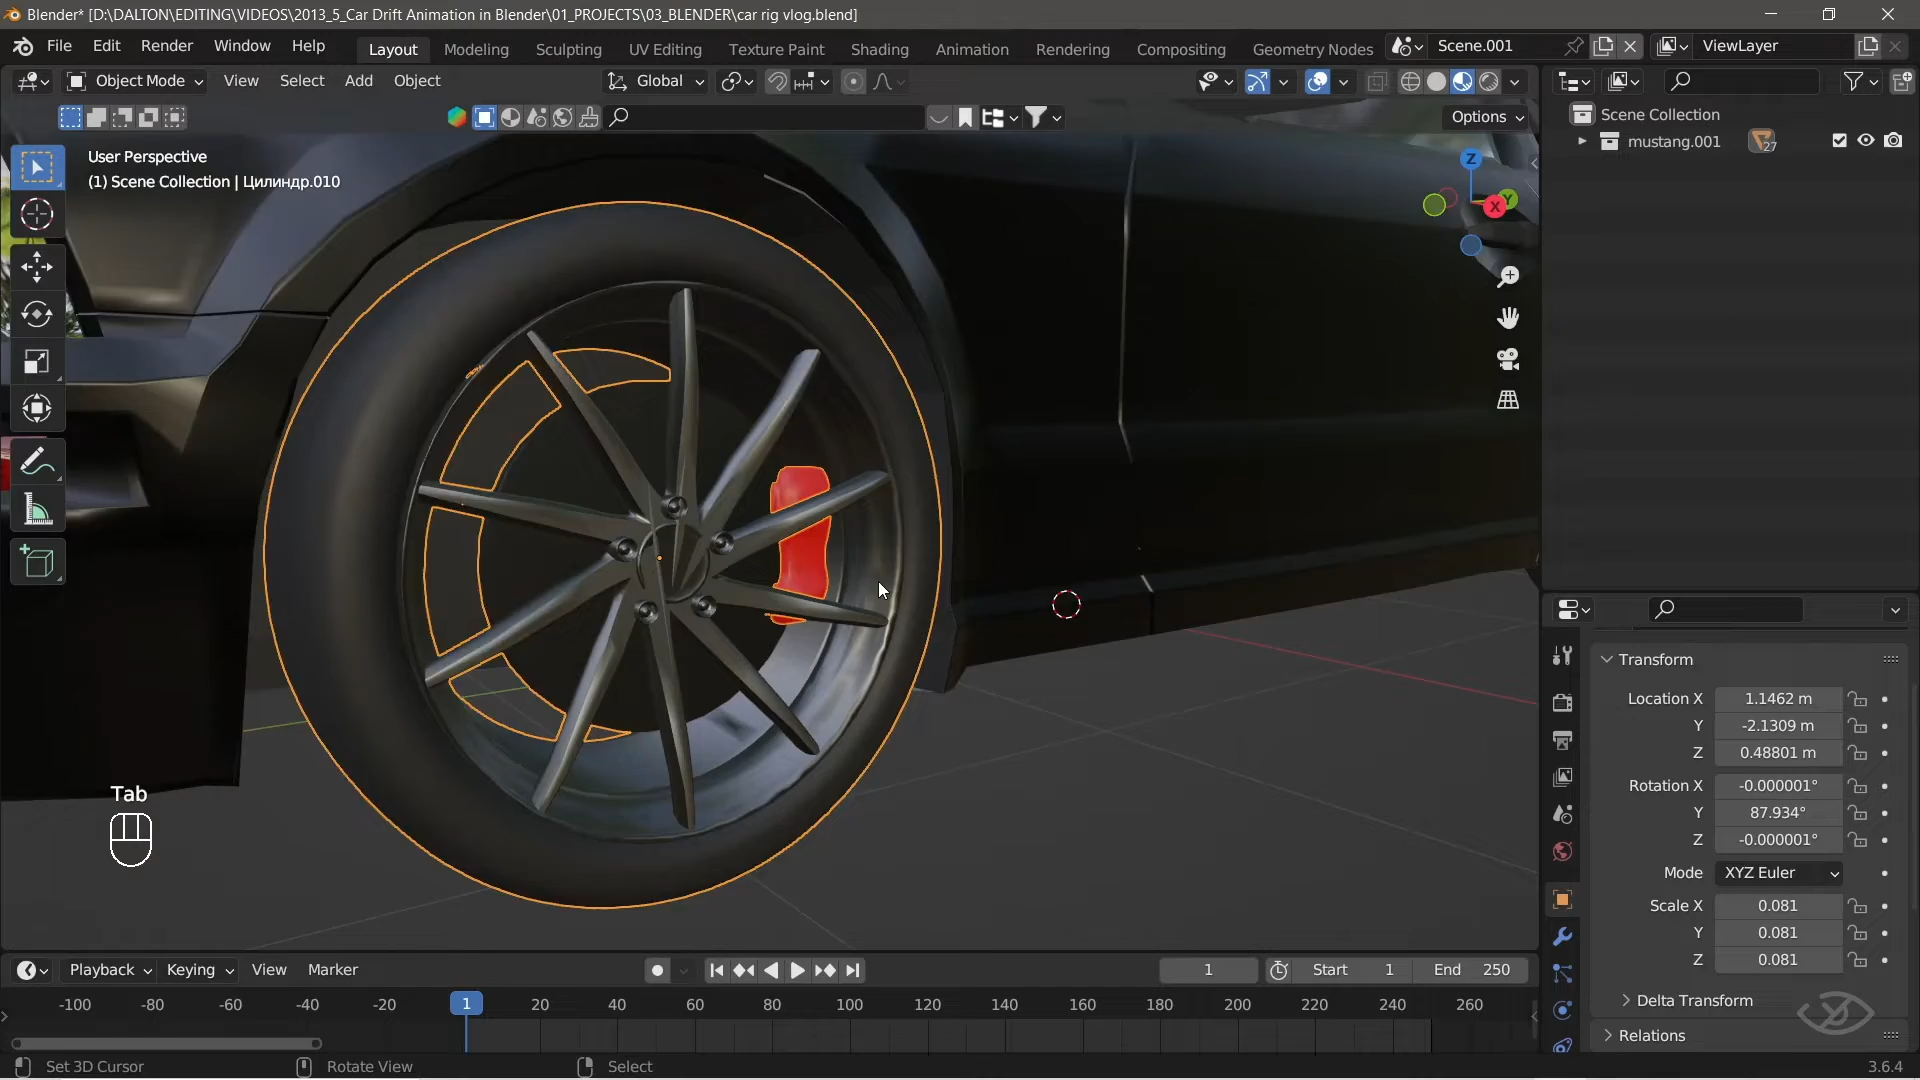 Blender* [D:\DALTON\EDITING\VIDEOS\2013_5_Car Drift Animation in Blender\01_PROJECTS\03_BLENDER\car rig vlog.blend]
File Edit Render Window Help Layout Modeling Sculpting UV Editing Texture Paint Shading Animation Rendering Compositing Geometry Nodes Scene.001 ViewLayer
Object Mode View Select Add Object Global
Options
Scene Collection
mustang.001 27
User Perspective
(1) Scene Collection | Цилиндр.010
Z
Y
X
Transform
Location X 1.1462 m
Y -2.1309 m
Z 0.48801 m
Rotation X -0.000001°
Y 87.934°
Z -0.000001°
Mode XYZ Euler
Scale X 0.081
Y 0.081
Z 0.081
Delta Transform
Relations
Tab
Playback Keying View Marker 1 Start 1 End 250
-100 -80 -60 -40 -20 1 20 40 60 80 100 120 140 160 180 200 220 240 260
Set 3D Cursor Rotate View Select 3.6.4